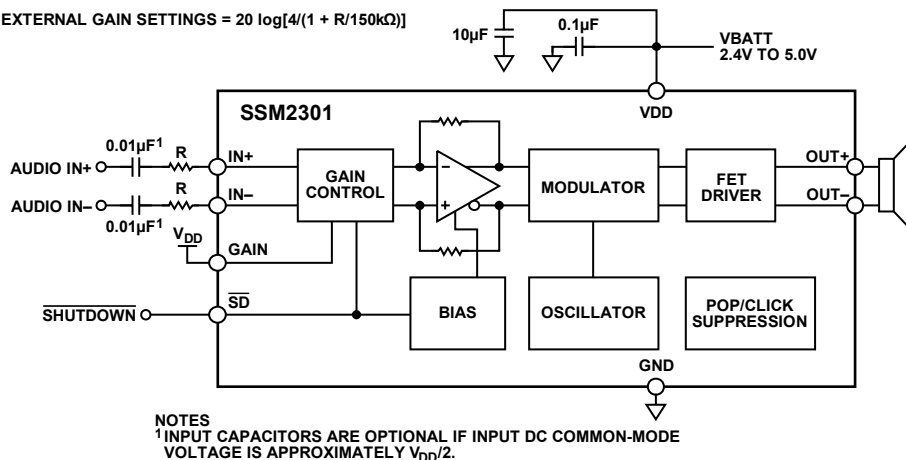 EXTERNAL GAIN SETTINGS = 20 log[4/(1 + R/150kΩ)]
10µF
0.1µF
VBATT
2.4V TO 5.0V
SSM2301
VDD
0.01µF1
R
AUDIO IN+
IN+
GAIN
CONTROL
MODULATOR
FET
DRIVER
OUT+
R
AUDIO IN–
IN–
OUT–
0.01µF1
VDD
GAIN
SHUTDOWN
SD
BIAS
OSCILLATOR
POP/CLICK
SUPPRESSION
GND
NOTES
1 INPUT CAPACITORS ARE OPTIONAL IF INPUT DC COMMON-MODE
VOLTAGE IS APPROXIMATELY VDD/2.